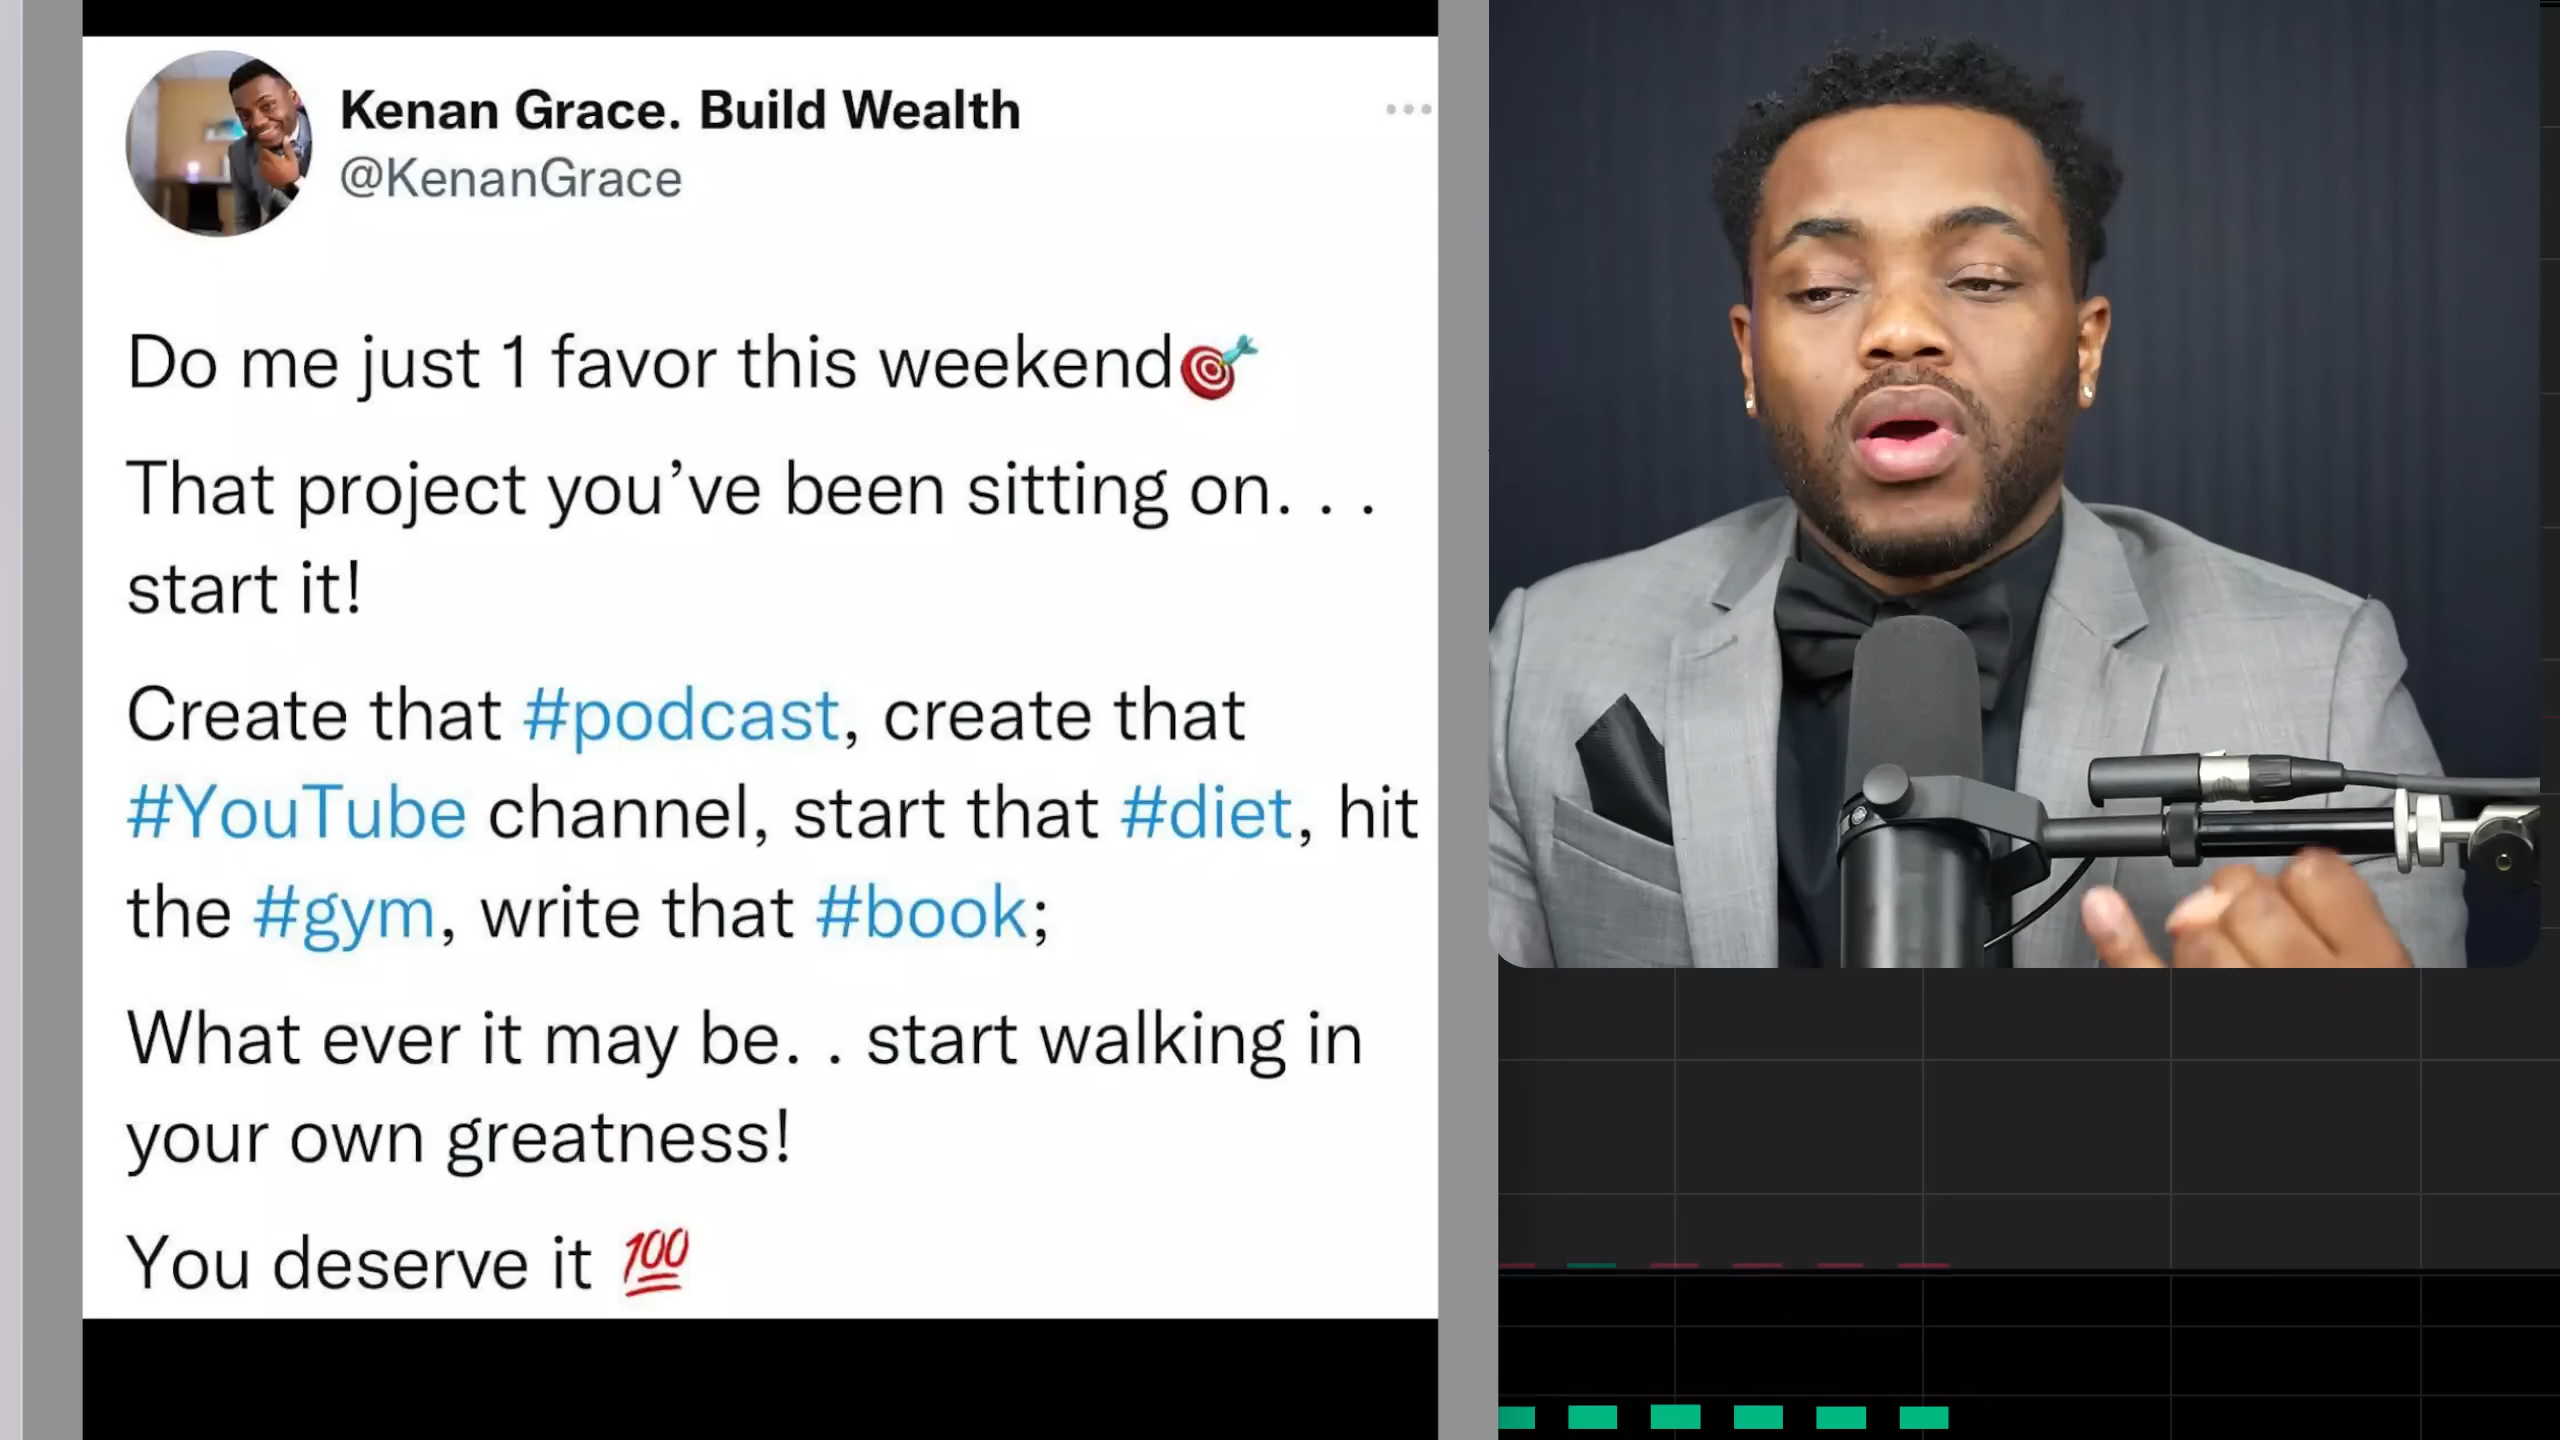 Kenan Grace. Build Wealth
@KenanGrace
Do me just 1 favor this weekend🎯
That project you’ve been sitting on. . .
start it!
Create that #podcast, create that
#YouTube channel, start that #diet, hit
the #gym, write that #book;
What ever it may be. . start walking in
your own greatness!
You deserve it 💯